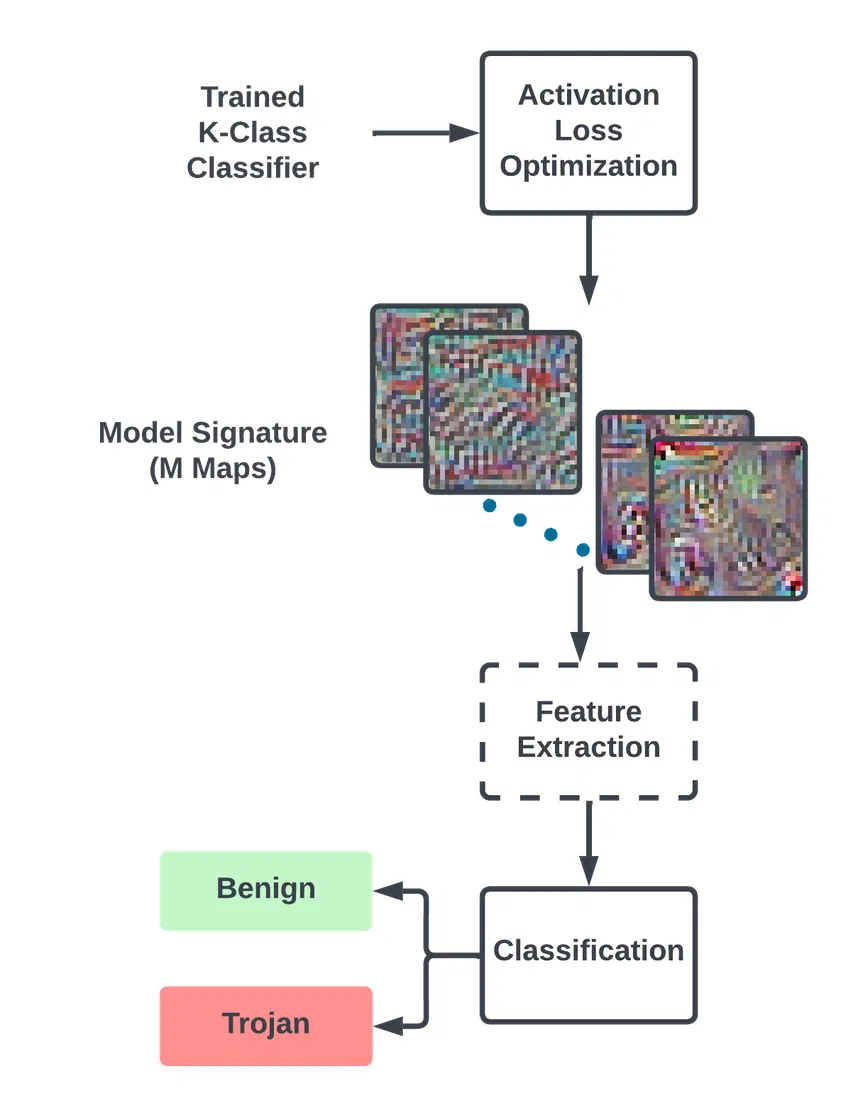 Trained
K-Class
Classifier
Activation
Loss
Optimization
Model Signature
(M Maps)
Feature
Extraction
Benign
Classification
Trojan